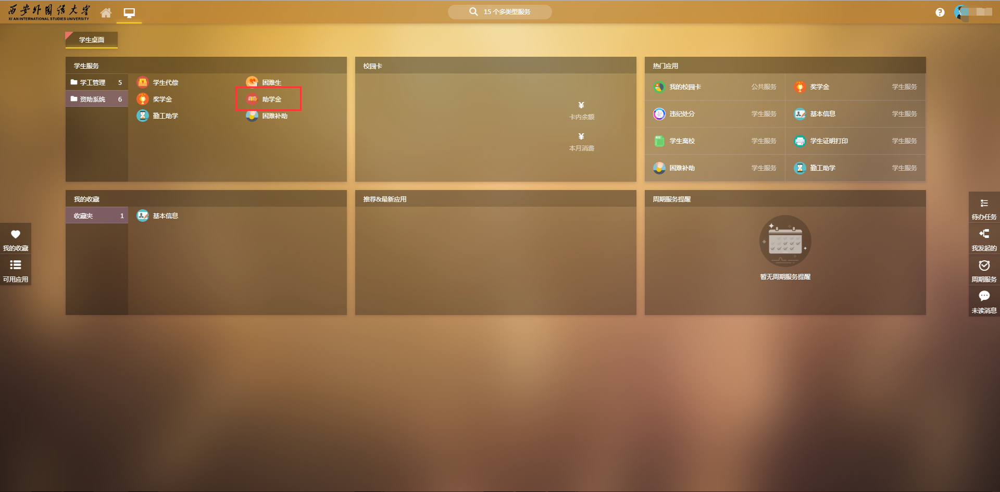 西安外国语大学
XI'AN INTERNATIONAL STUDIES UNIVERSITY
15 个多类型服务
学生桌面
学生服务
学工管理 5
资助系统 6
学生代偿
困难生
奖学金
助学金
勤工助学
困难补助
校园卡
¥
卡内余额
¥
本月消费
热门应用
我的校园卡 公共服务
奖学金 学生服务
违纪处分 学生服务
基本信息 学生服务
学生离校 学生服务
学生证明打印 学生服务
困难补助 学生服务
勤工助学 学生服务
我的收藏
收藏夹 1
基本信息
推荐&最新应用
周期服务提醒
暂无周期服务提醒
我的收藏
可用应用
待办任务
我发起的
周期服务
未读消息